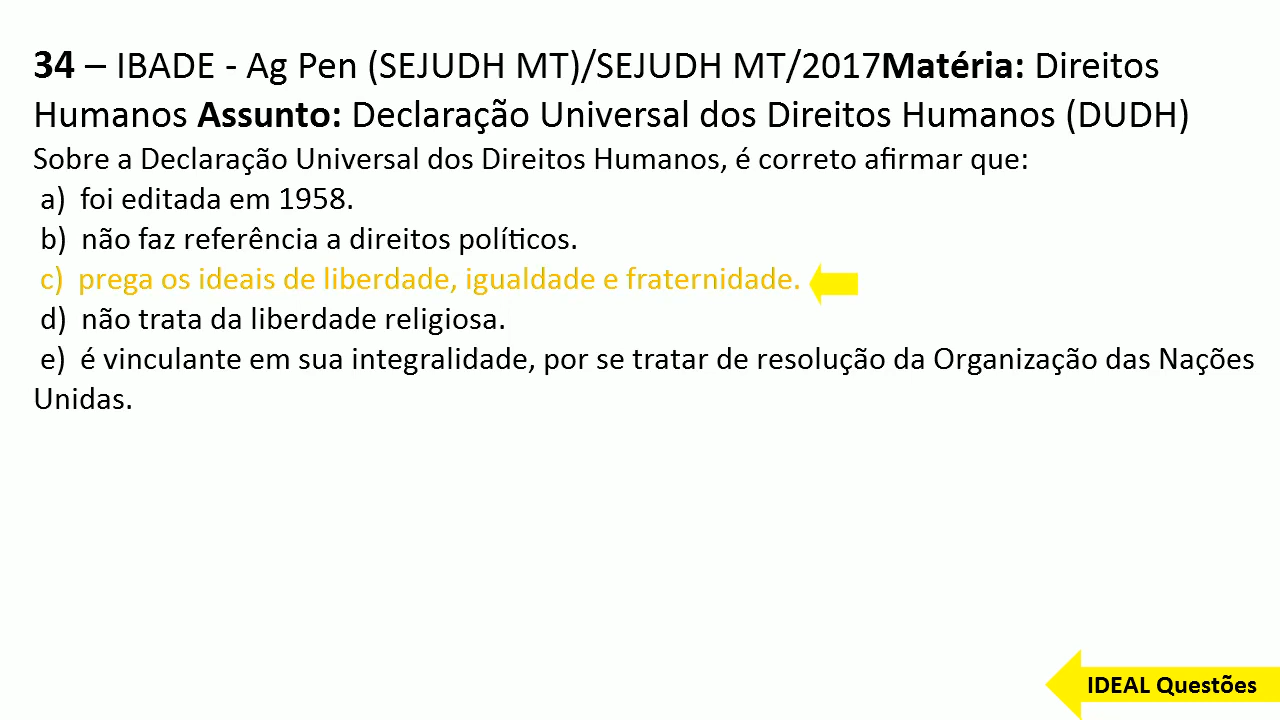 34 – IBADE - Ag Pen (SEJUDH MT)/SEJUDH MT/2017Matéria: Direitos
Humanos Assunto: Declaração Universal dos Direitos Humanos (DUDH)
Sobre a Declaração Universal dos Direitos Humanos, é correto afirmar que:
a) foi editada em 1958.
b) não faz referência a direitos políticos.
c) prega os ideais de liberdade, igualdade e fraternidade.
d) não trata da liberdade religiosa.
e) é vinculante em sua integralidade, por se tratar de resolução da Organização das Nações
Unidas.
IDEAL Questões